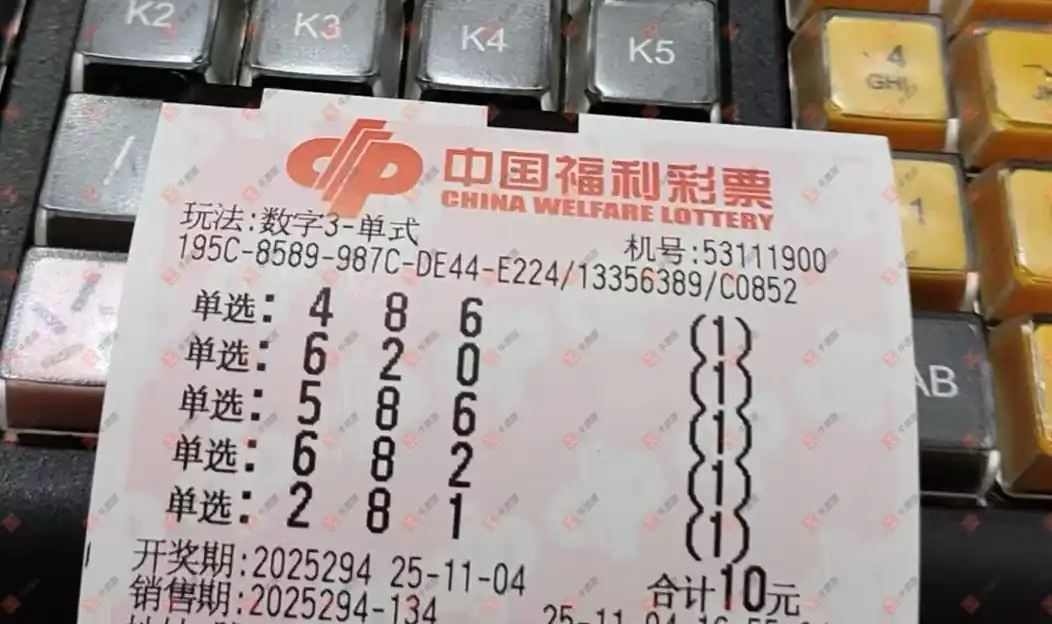 K2 K3 K4 K5 4
GHI
中国福利彩票
CHINA WELFARE LOTTERY
1
玩法:数字3-单式
机号:53111900
195C-8589-987C-DE44-E224/13356389/C0852
单选: 4 8 6 (1)
单选: 6 2 0 (1)
单选: 5 8 6 (1)
单选: 6 8 2 (1)
单选: 2 8 1 (1)
AB
开奖期:2025294 25-11-04 合计10元
销售期:2025294-134